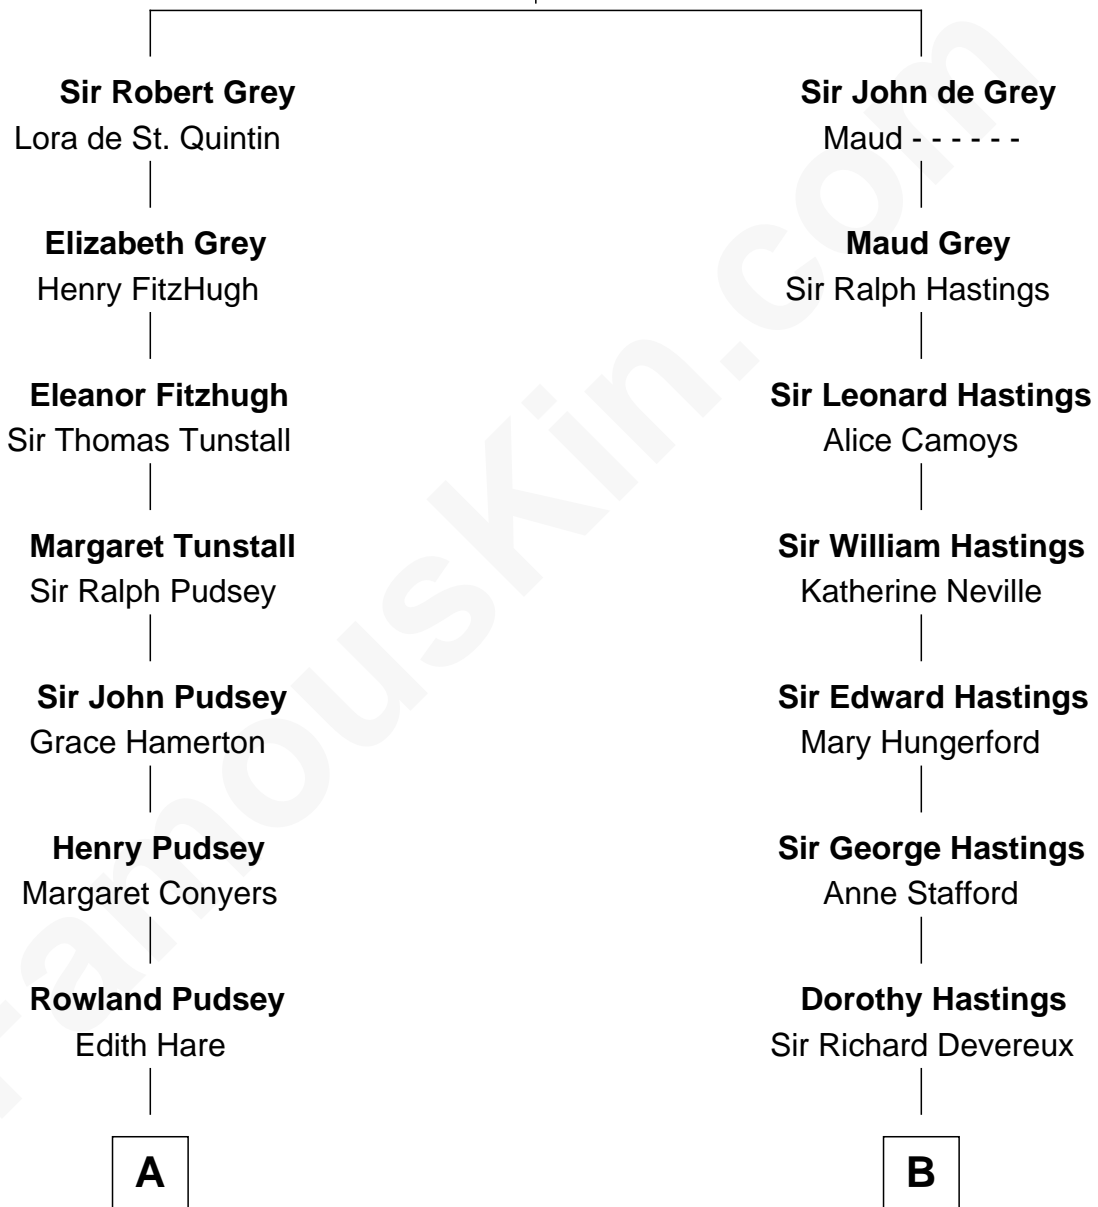 Sir Robert Grey
Lora de St. Quintin
Elizabeth Grey
Henry FitzHugh
Eleanor Fitzhugh
Sir Thomas Tunstall
Margaret Tunstall
Sir Ralph Pudsey
Sir John Pudsey
Grace Hamerton
Henry Pudsey
Margaret Conyers
Rowland Pudsey
Edith Hare
A
Sir John de Grey
Maud - - - - - -
Maud Grey
Sir Ralph Hastings
Sir Leonard Hastings
Alice Camoys
Sir William Hastings
Katherine Neville
Sir Edward Hastings
Mary Hungerford
Sir George Hastings
Anne Stafford
Dorothy Hastings
Sir Richard Devereux
B
FamousKin.com